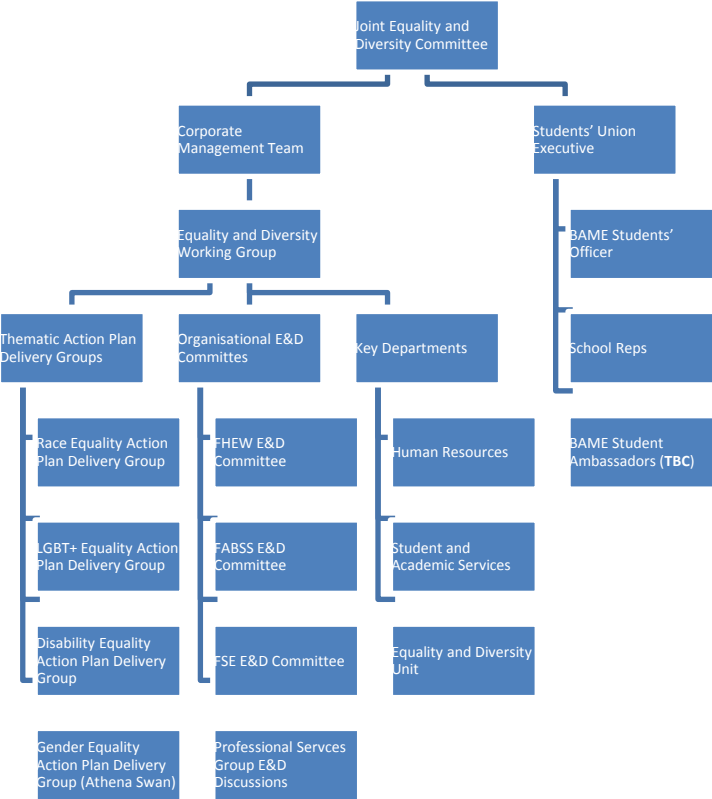 Joint Equality and
Diversity Committee
Corporate
Management Team
Students' Union
Executive
Equality and Diversity
Working Group
BAME Students'
Officer
Thematic Action Plan
Delivery Groups
Organisational E&D
Committes
Key Departments
School Reps
Race Equality Action
Plan Delivery Group
FHEW E&D
Committee
Human Resources
BAME Student
Ambassadors (TBC)
LGBT+ Equality Action
Plan Delivery Group
FABSS E&D
Committee
Student and
Academic Services
Disability Equality
Action Plan Delivery
Group
FSE E&D Committee
Equality and Diversity
Unit
Gender Equality
Action Plan Delivery
Group (Athena Swan)
Professional Servces
Group E&D
Discussions